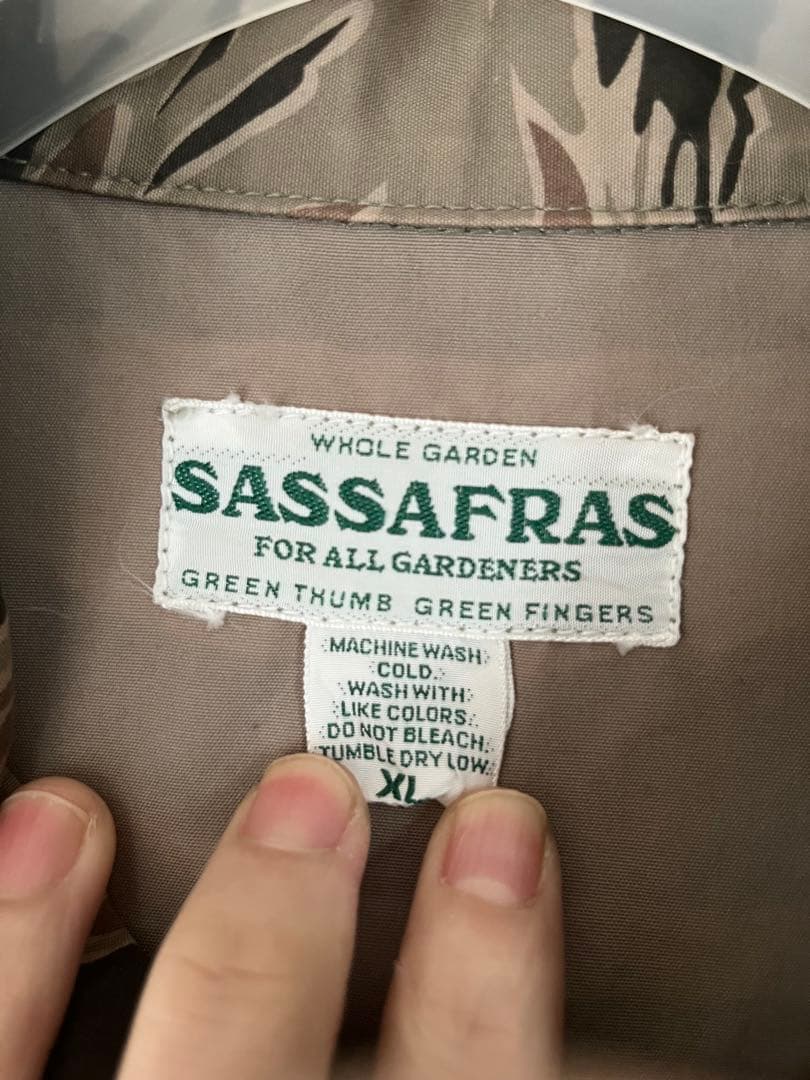 WHOLE GARDEN
SASSAFRAS
FOR ALL GARDENERS
GREEN THUMB GREEN FINGERS
MACHINE WASH
COLD.
WASH WITH
LIKE COLORS.
DO NOT BLEACH.
TUMBLE DRY LOW.
XL